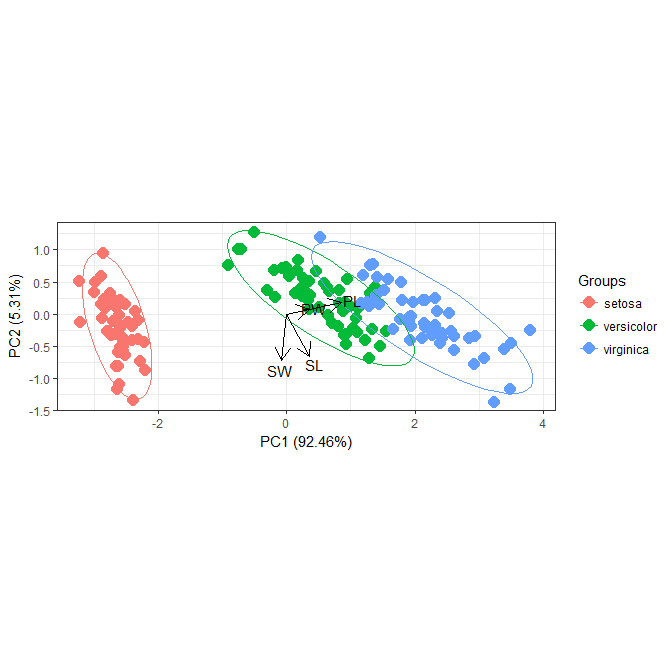 1.0
0.5
0.0
-0.5
-1.0
-1.5
PC2 (5.31%)
PW
PL
SW
SL
-2
0
2
4
PC1 (92.46%)
Groups
setosa
versicolor
virginica